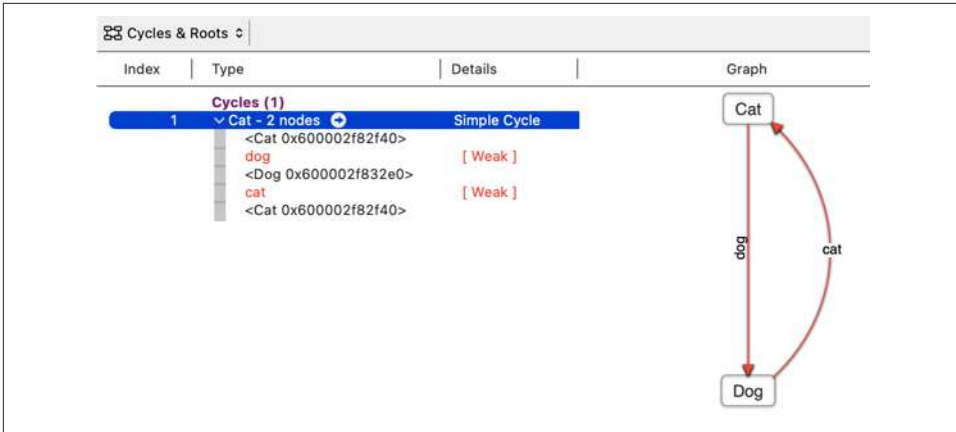 Cycles & Roots
Index Type Details Graph
Cycles (1)
1 Cat - 2 nodes Simple Cycle
<Cat 0x600002f82f40>
dog [ Weak ]
<Dog 0x600002f832e0>
cat [ Weak ]
<Cat 0x600002f82f40>
Cat
dog
cat
Dog